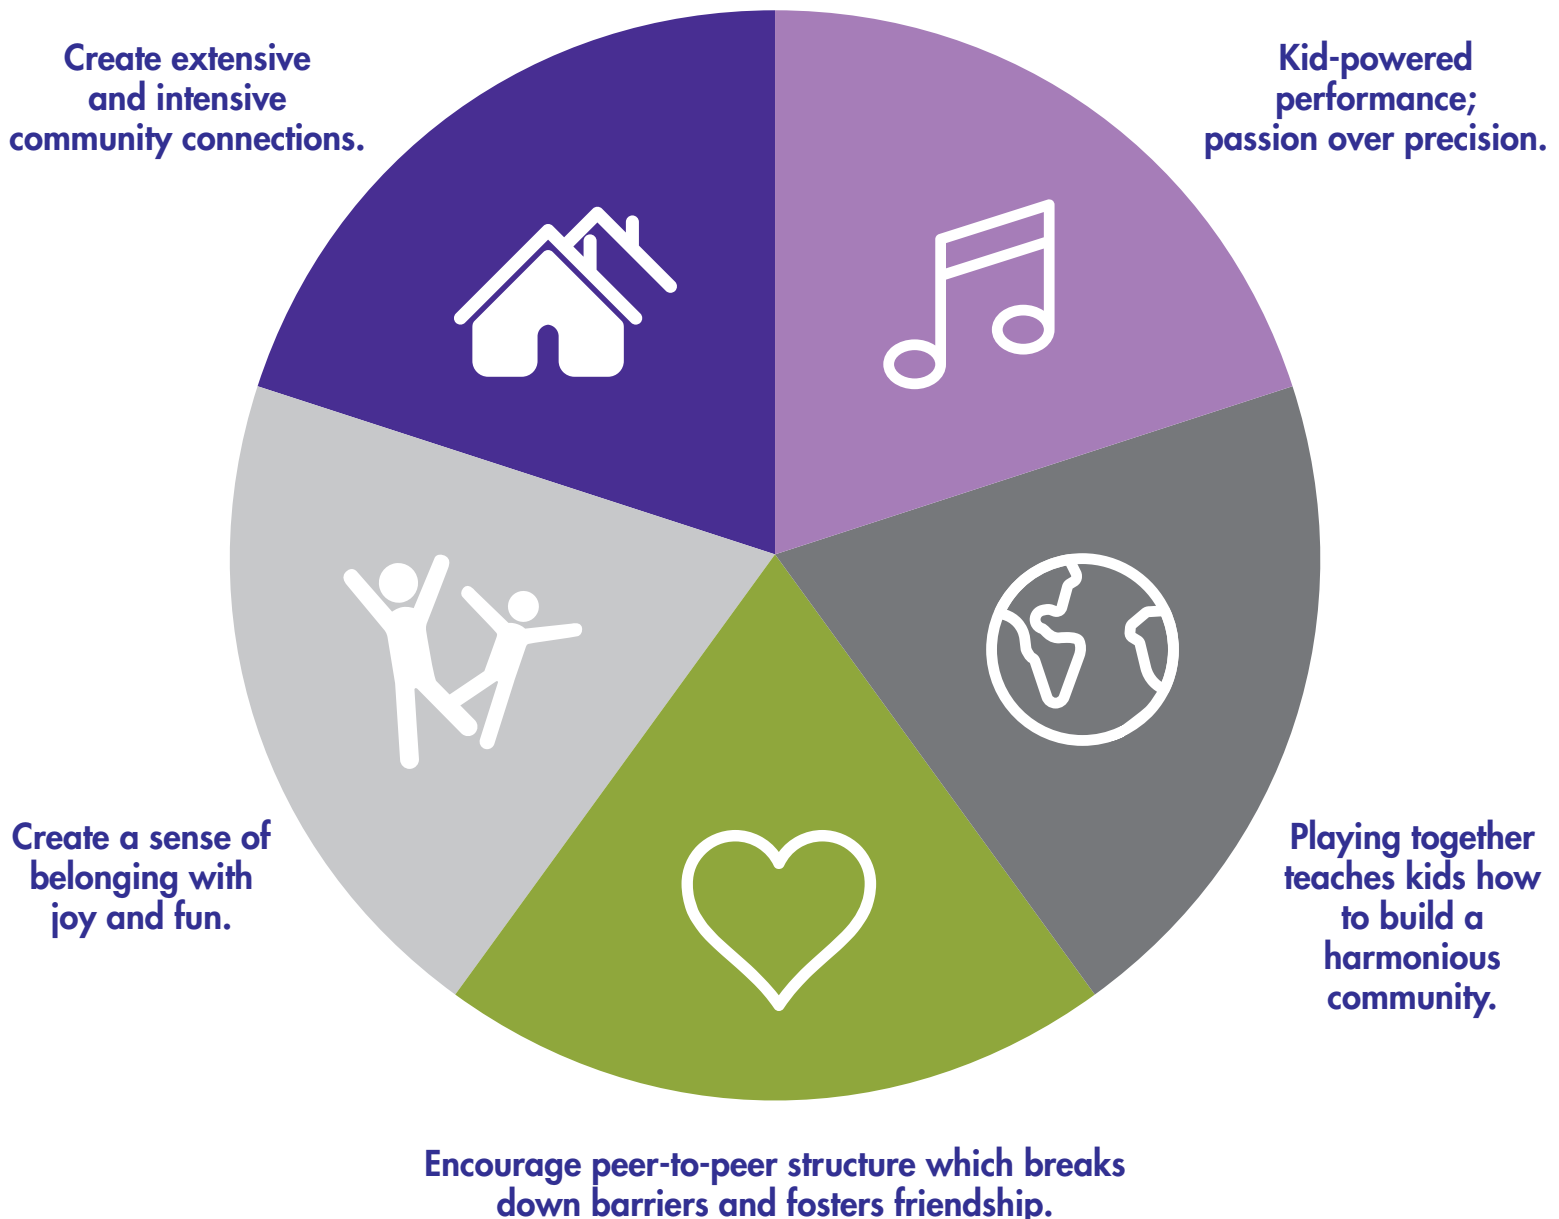 Create extensive
and intensive
community connections.
Kid-powered
performance;
passion over precision.
Create a sense of
belonging with
joy and fun.
Playing together
teaches kids how
to build a
harmonious
community.
Encourage peer-to-peer structure which breaks
down barriers and fosters friendship.